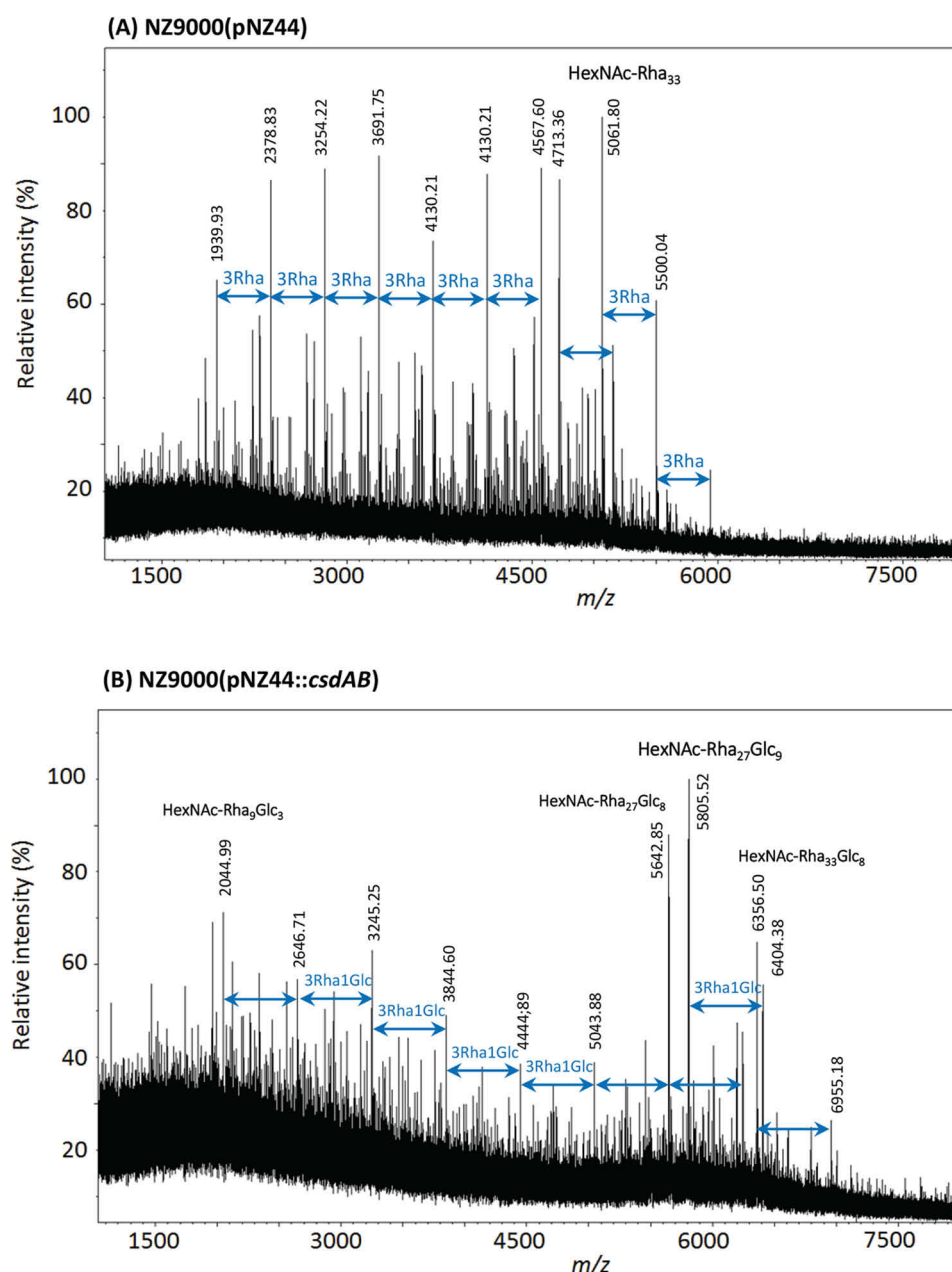 (A) NZ9000(pNZ44)
HexNAc-Rha33
1939.93
2378.83
3254.22
3691.75
4130.21
4130.21
4567.60
4713.36
5061.80
5500.04
3Rha
3Rha
3Rha
3Rha
3Rha
3Rha
3Rha
3Rha
Relative intensity (%)
100
80
60
40
20
1500
3000
4500
6000
7500
m/z
(B) NZ9000(pNZ44::csdAB)
HexNAc-Rha27Glc9
HexNAc-Rha9Glc3
HexNAc-Rha27Glc8
HexNAc-Rha33Glc8
2044.99
2646.71
3245.25
3844.60
4444;89
5043.88
5642.85
5805.52
6356.50
6404.38
6955.18
3Rha1Glc
3Rha1Glc
3Rha1Glc
3Rha1Glc
3Rha1Glc
Relative intensity (%)
100
80
60
40
20
1500
3000
4500
6000
7500
m/z